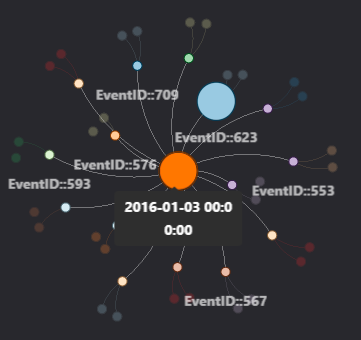 EventID::709
EventID::623
EventID::576
EventID::593
EventID::553
2016-01-03 00:0
0:00
EventID::567